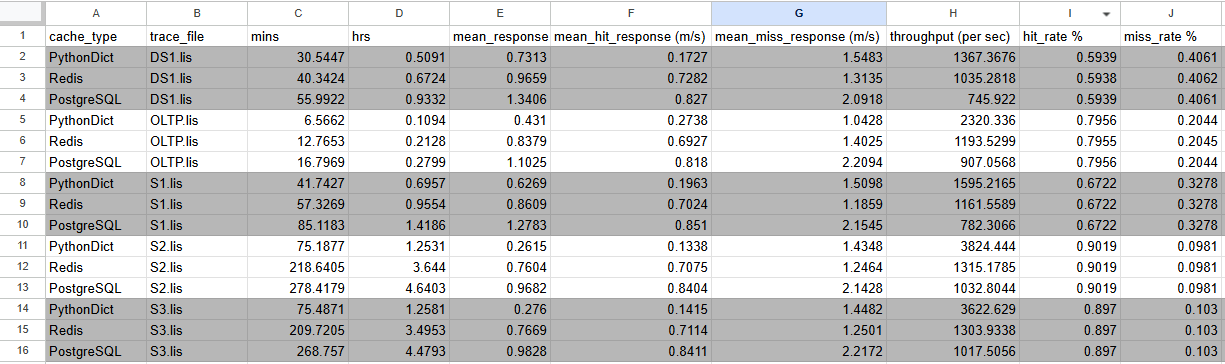 A B C D E F G H I J
1 cache_type trace_file mins hrs mean_response mean_hit_response (m/s) mean_miss_response (m/s) throughput (per sec) hit_rate % miss_rate %
2 PythonDict DS1.lis 30.5447 0.5091 0.7313 0.1727 1.5483 1367.3676 0.5939 0.4061
3 Redis DS1.lis 40.3424 0.6724 0.9659 0.7282 1.3135 1035.2818 0.5938 0.4062
4 PostgreSQL DS1.lis 55.9922 0.9332 1.3406 0.827 2.0918 745.922 0.5939 0.4061
5 PythonDict OLTP.lis 6.5662 0.1094 0.431 0.2738 1.0428 2320.336 0.7956 0.2044
6 Redis OLTP.lis 12.7653 0.2128 0.8379 0.6927 1.4025 1193.5299 0.7955 0.2045
7 PostgreSQL OLTP.lis 16.7969 0.2799 1.1025 0.818 2.2094 907.0568 0.7956 0.2044
8 PythonDict S1.lis 41.7427 0.6957 0.6269 0.1963 1.5098 1595.2165 0.6722 0.3278
9 Redis S1.lis 57.3269 0.9554 0.8609 0.7024 1.1859 1161.5589 0.6722 0.3278
10 PostgreSQL S1.lis 85.1183 1.4186 1.2783 0.851 2.1545 782.3066 0.6722 0.3278
11 PythonDict S2.lis 75.1877 1.2531 0.2615 0.1338 1.4348 3824.444 0.9019 0.0981
12 Redis S2.lis 218.6405 3.644 0.7604 0.7075 1.2464 1315.1785 0.9019 0.0981
13 PostgreSQL S2.lis 278.4179 4.6403 0.9682 0.8404 2.1428 1032.8044 0.9019 0.0981
14 PythonDict S3.lis 75.4871 1.2581 0.276 0.1415 1.4482 3622.629 0.897 0.103
15 Redis S3.lis 209.7205 3.4953 0.7669 0.7114 1.2501 1303.9338 0.897 0.103
16 PostgreSQL S3.lis 268.757 4.4793 0.9828 0.8411 2.2172 1017.5056 0.897 0.103